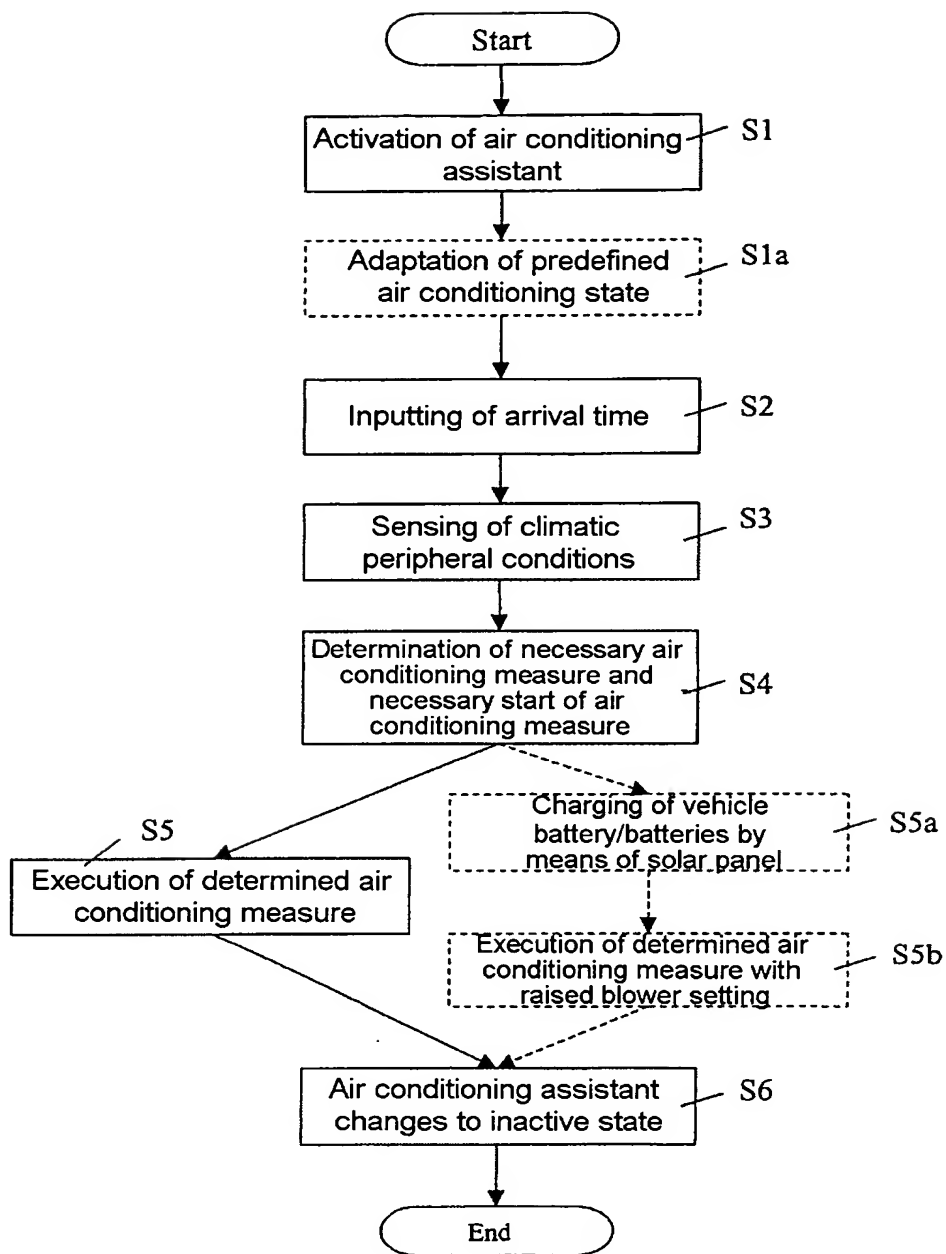 Start
Activation of air conditioning
assistant
S1
Adaptation of predefined
air conditioning state
S1a
Inputting of arrival time
S2
Sensing of climatic
peripheral conditions
S3
Determination of necessary air
conditioning measure and
necessary start of air
conditioning measure
S4
S5
Execution of determined air
conditioning measure
Charging of vehicle
battery/batteries by
means of solar panel
S5a
Execution of determined air
conditioning measure with
raised blower setting
S5b
Air conditioning assistant
changes to inactive state
S6
End